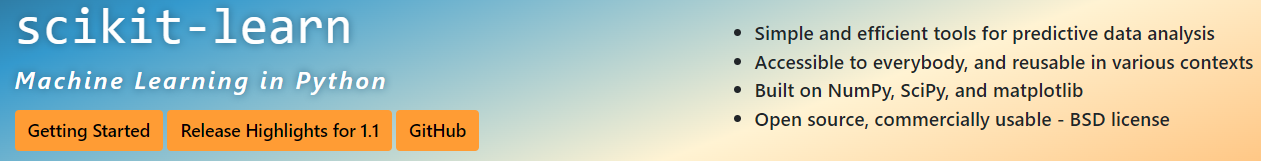 scikit-learn
Machine Learning in Python
Getting Started
Release Highlights for 1.1
GitHub
• Simple and efficient tools for predictive data analysis
• Accessible to everybody, and reusable in various contexts
• Built on NumPy, SciPy, and matplotlib
• Open source, commercially usable - BSD license